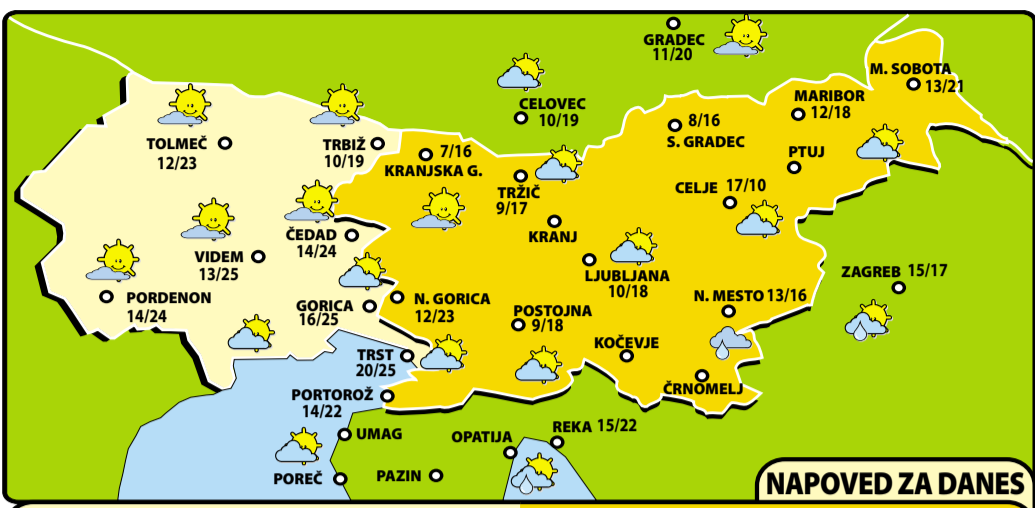 GRADEC
11/20
M. SOBOTA
13/21
CELOVEC
10/19
MARIBOR
12/18
8/16
S. GRADEC
TOLMEČ
12/23
TRBIŽ
10/19
7/16
KRANJSKA G.
PTUJ
TRŽIČ
9/17
CELJE 17/10
ČEDAD
14/24
KRANJ
VIDEM
13/25
LJUBLJANA
10/18
ZAGREB 15/17
PORDENON
14/24
GORICA
16/25
N. GORICA
12/23
N. MESTO 13/16
POSTOJNA
9/18
KOČEVJE
TRST
20/25
ČRNOMELJ
PORTOROŽ
14/22
UMAG
OPATIJA
REKA 15/22
POREČ
PAZIN
NAPOVED ZA DANES